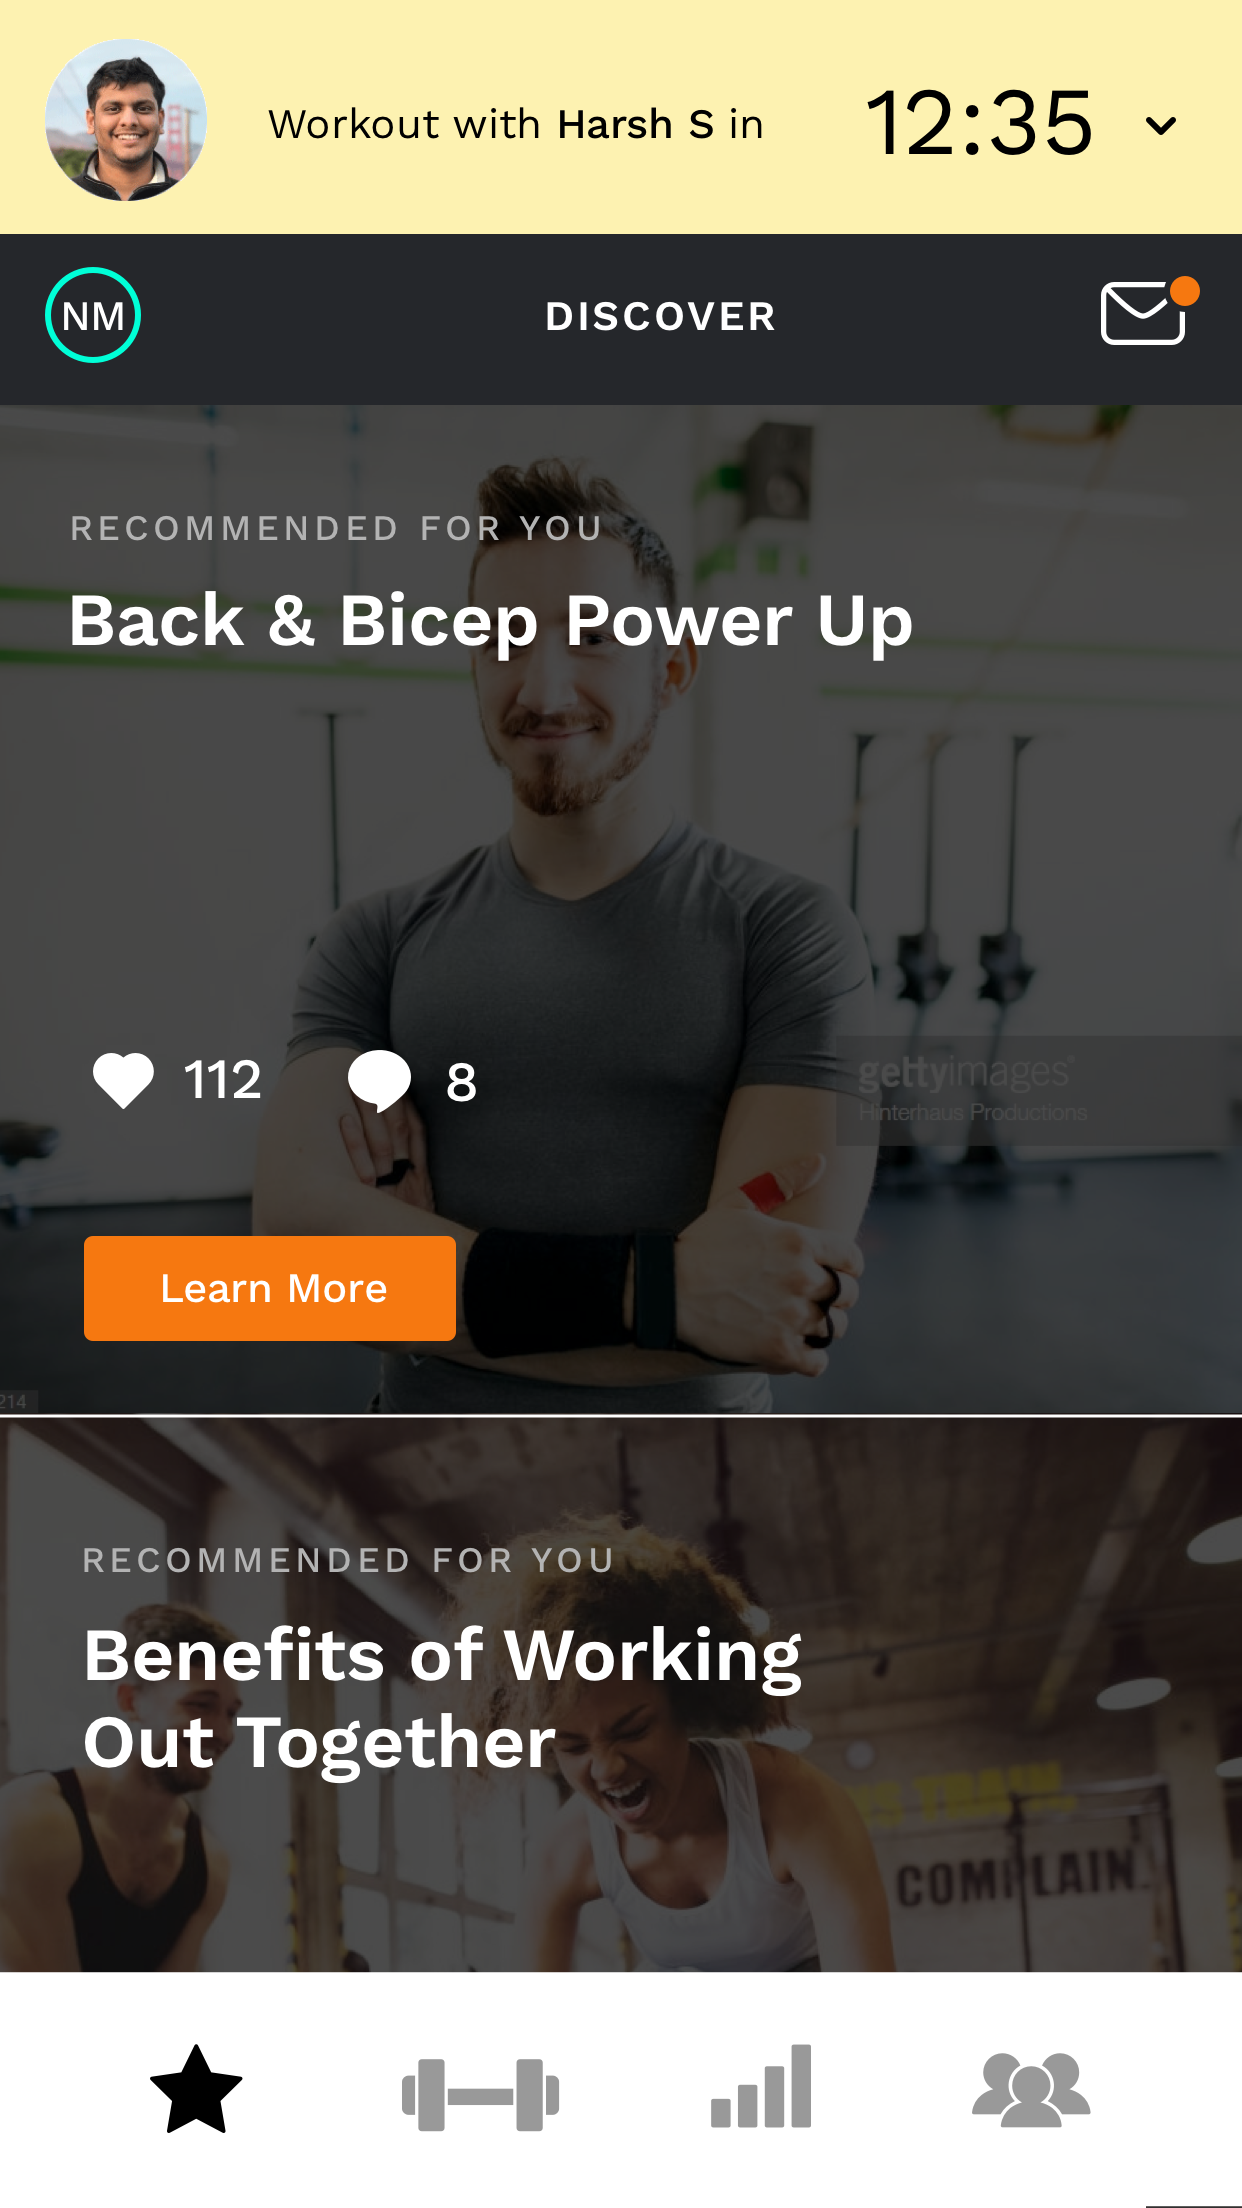 Workout with Harsh S in
12:35
NM
DISCOVER
RECOMMENDED FOR YOU
Back & Bicep Power Up
112
8
gettyimages®
Hinterhaus Productions
Learn More
214
RECOMMENDED FOR YOU
Benefits of Working
Out Together
TRAIN,
COMPLAIN.